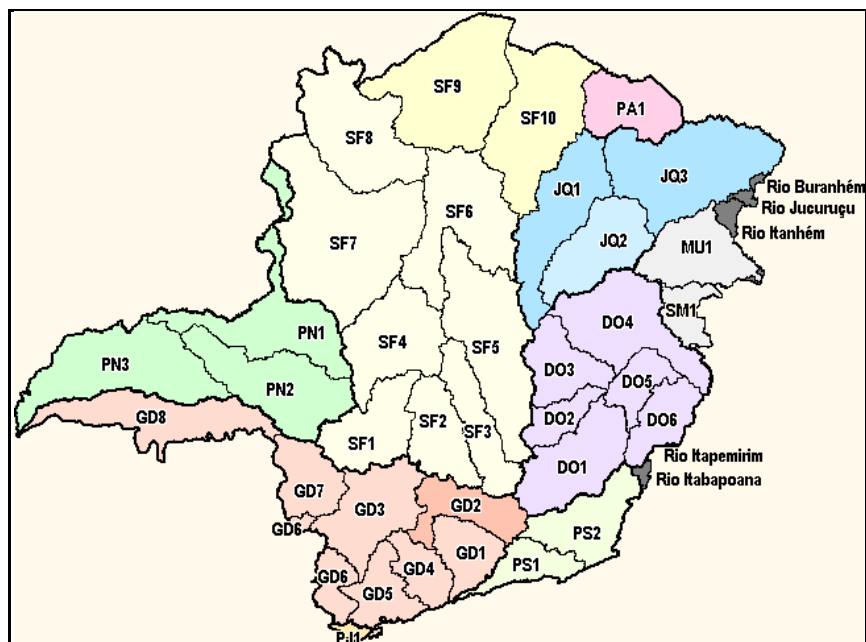 SF9
SF10
PA1
SF8
JQ1
JQ3
Rio Buranhém
Rio Jucuruçu
Rio Itanhém
SF6
SF7
JQ2
MU1
SM1
DO4
PN1
SF4
SF5
PN3
PN2
DO3
DO5
GD8
DO2
DO6
SF1
SF2
SF3
DO1
Rio Itapemirim
Rio Itabapoana
GD7
GD3
GD2
GD6
PS2
GD1
PS1
GD6
GD4
GD5
PJ1